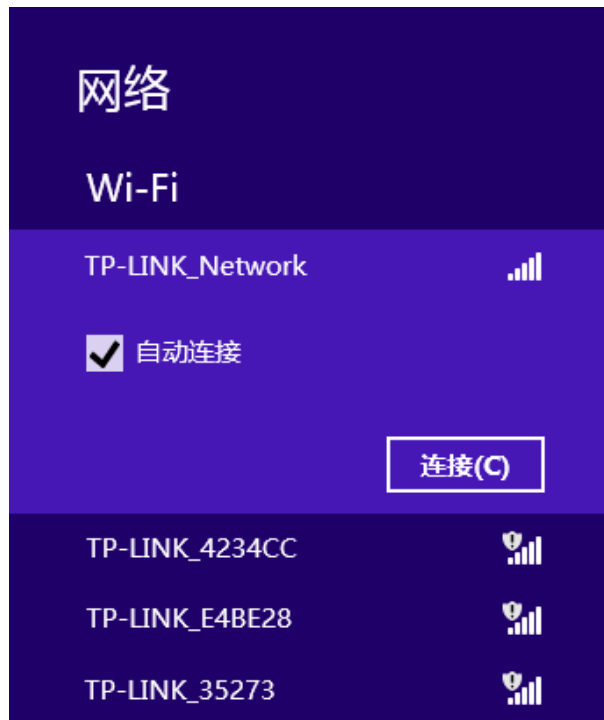 网络
Wi-Fi
TP-LINK_Network
自动连接
连接(C)
TP-LINK_4234CC
TP-LINK_E4BE28
TP-LINK_35273